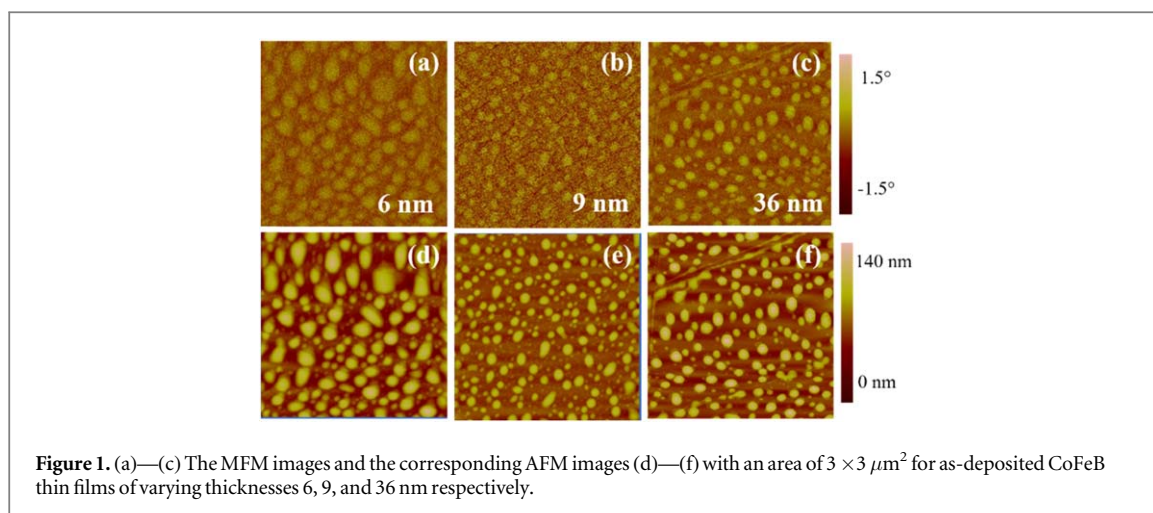 (a) (b) (c)
1.5°
-1.5°
6 nm 9 nm 36 nm
(d) (e) (f)
140 nm
0 nm
Figure 1. (a)—(c) The MFM images and the corresponding AFM images (d)—(f) with an area of 3 ×3 μm² for as-deposited CoFeB
thin films of varying thicknesses 6, 9, and 36 nm respectively.